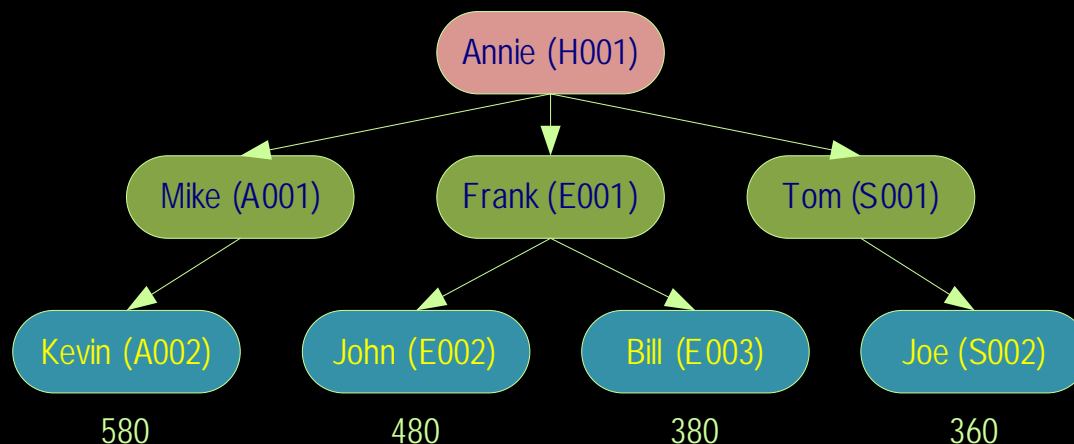 Annie (H001)
Mike (A001)
Frank (E001)
Tom (S001)
Kevin (A002)
John (E002)
Bill (E003)
Joe (S002)
580
480
380
360